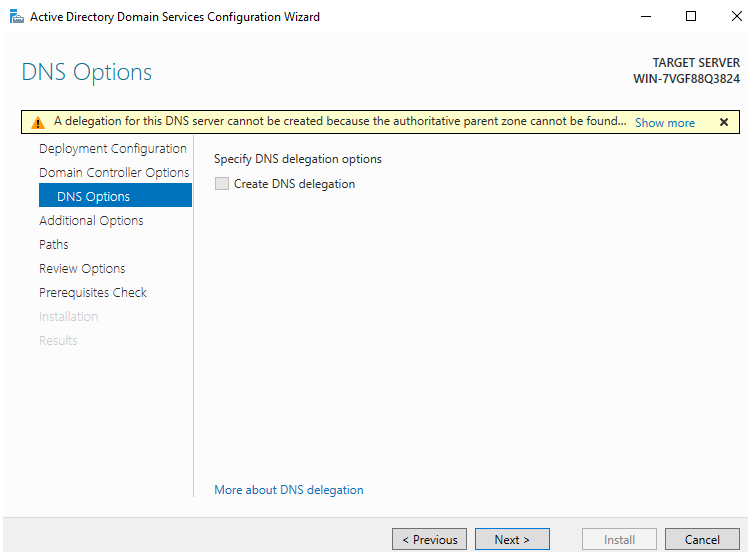 Active Directory Domain Services Configuration Wizard
DNS Options
TARGET SERVER
WIN-7VGF88Q3824
A delegation for this DNS server cannot be created because the authoritative parent zone cannot be found... Show more
Deployment Configuration
Domain Controller Options
DNS Options
Additional Options
Paths
Review Options
Prerequisites Check
Installation
Results
Specify DNS delegation options
Create DNS delegation
More about DNS delegation
< Previous Next > Install Cancel